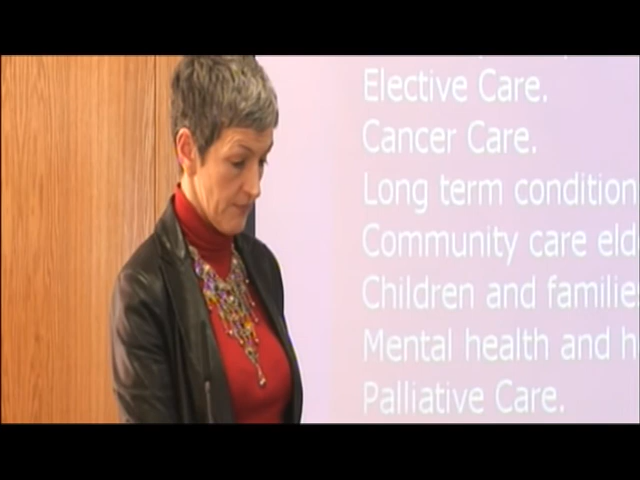 Elective Care.
Cancer Care.
Long term condition
Community care eld
Children and familie
Mental health and h
Palliative Care.